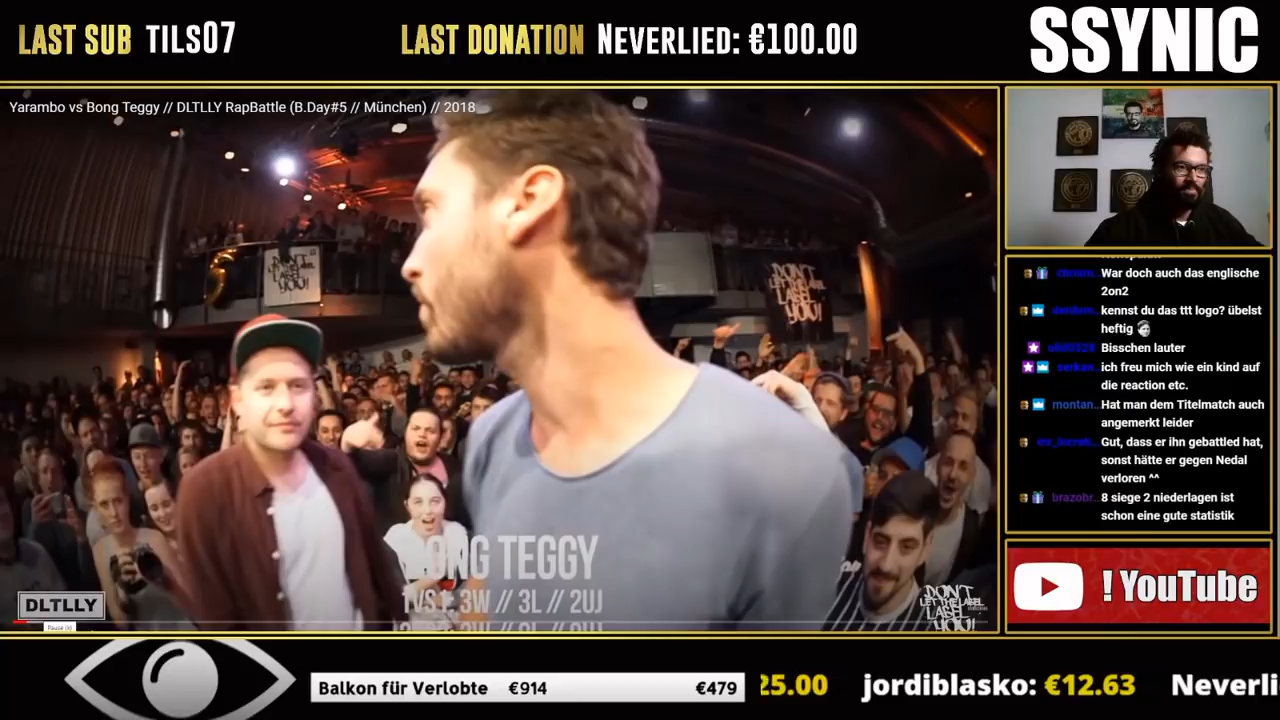 LAST SUB TILS07
LAST DONATION NEVERLIED: €100.00
SSYNIC
Yarambo vs Bong Teggy // DLTLLY RapBattle (B.Day#5 // München) // 2018
DON'T
LET THE LABEL
LABEL
YOU!
DON'T
LET THE LABEL
LABEL
YOU!
War doch auch das englische
2on2
kennst du das ttt logo? übelst
heftig
Bisschen lauter
serkan.. ich freu mich wie ein kind auf
die reaction etc.
montan.. Hat man dem Titelmatch auch
angemerkt leider
Gut, dass er ihn gebattled hat,
sonst hätte er gegen Nedal
verloren ^^
brazobr.. 8 siege 2 niederlagen ist
schon eine gute statistik
BONG TEGGY
1VS1: 3W // 3L // 2UJ
DLTLLY
DON'T
LET THE LABEL
LABEL
YOU!
! YouTube
Balkon für Verlobte €914 €479
25.00 jordiblasko: €12.63 Neverli